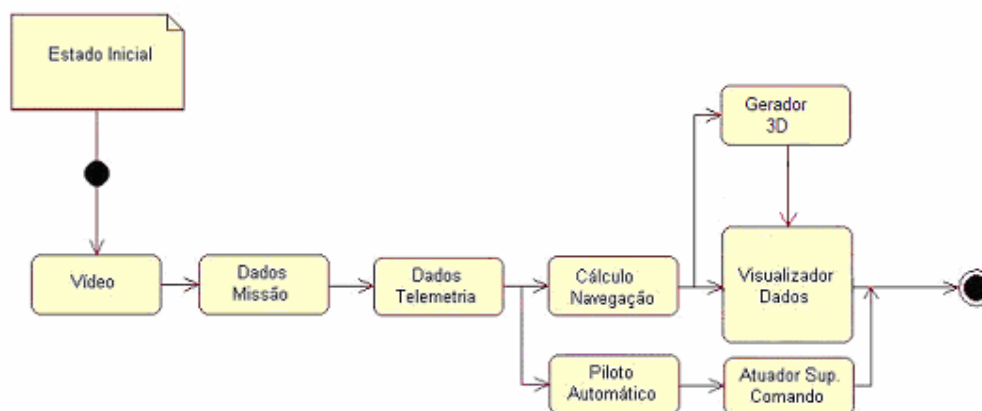 Estado Inicial
Gerador
3D
Vídeo
Dados
Missão
Dados
Telemetria
Cálculo
Navegação
Visualizador
Dados
Piloto
Automático
Atuador Sup.
Comando